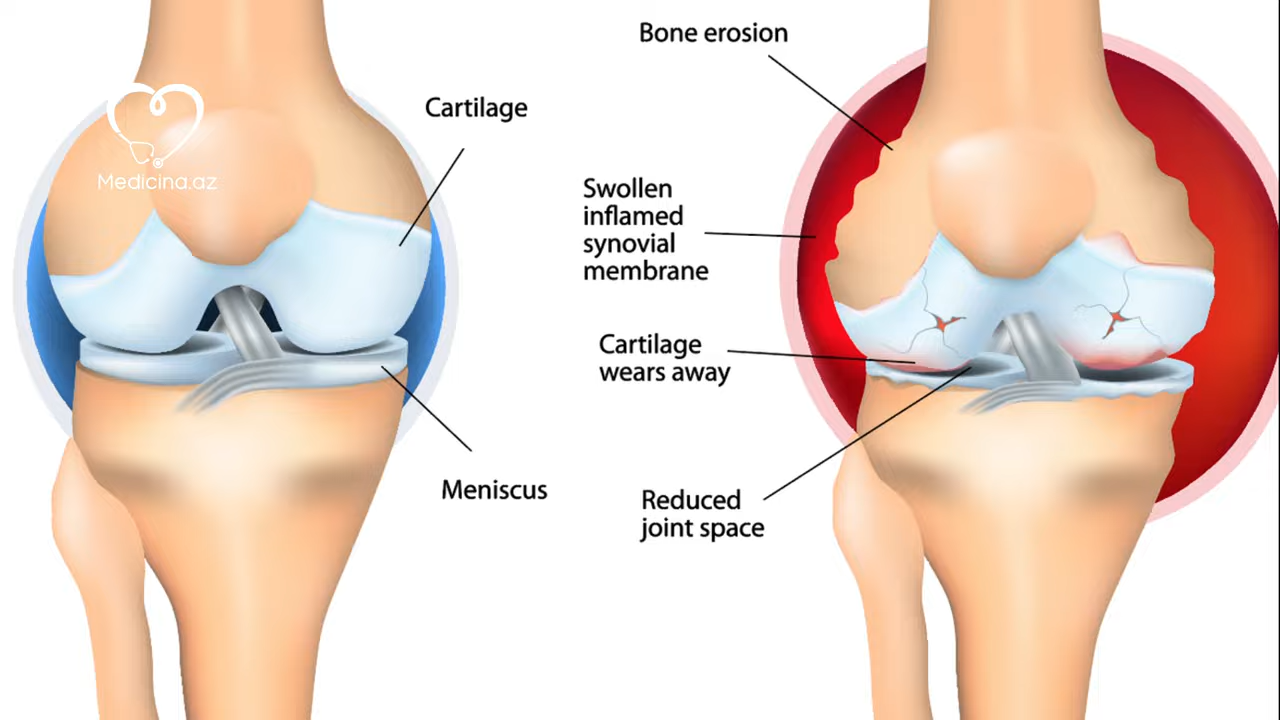 Medicina.az
Cartilage
Meniscus
Bone erosion
Swollen
inflamed
synovial
membrane
Cartilage
wears away
Reduced
joint space